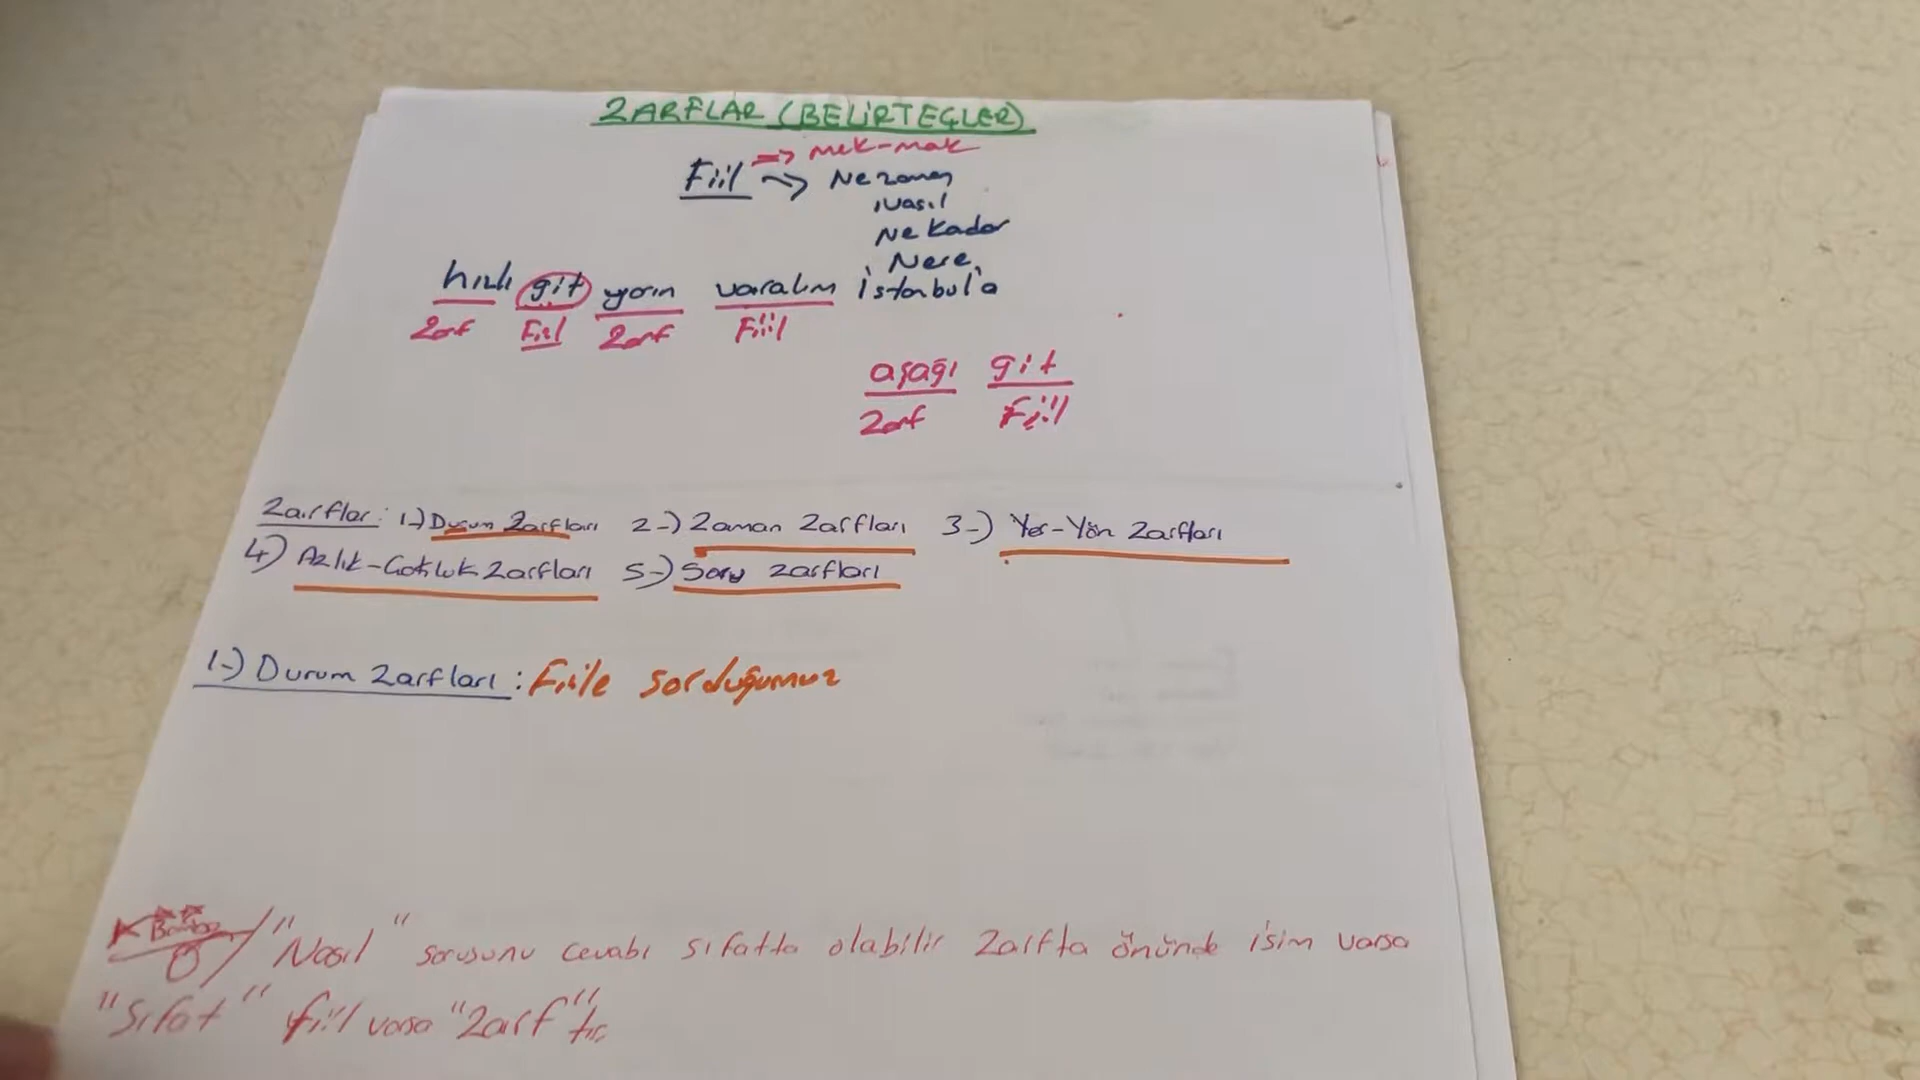 ZARFLAR (BELİRTEÇLER)
=> mek-mak
Fiil => Ne zaman
Nasıl
Ne kadar
Nere
hızlı git yarın varalım İstanbul'a
Zarf Fiil Zarf Fiil
aşağı git
Zarf Fiil
Zarflar: 1-) Durum Zarfları 2-) Zaman Zarfları 3-) Yer-Yön Zarfları
4-) Azlık-Çokluk Zarfları 5-) Soru Zarfları
1-) Durum Zarfları: Fiile sorduğumuz
"Nasıl" sorusunu cevabı sıfatta olabilir Zarfta önünde isim varsa
"Sıfat" fiil varsa "Zarf"tır